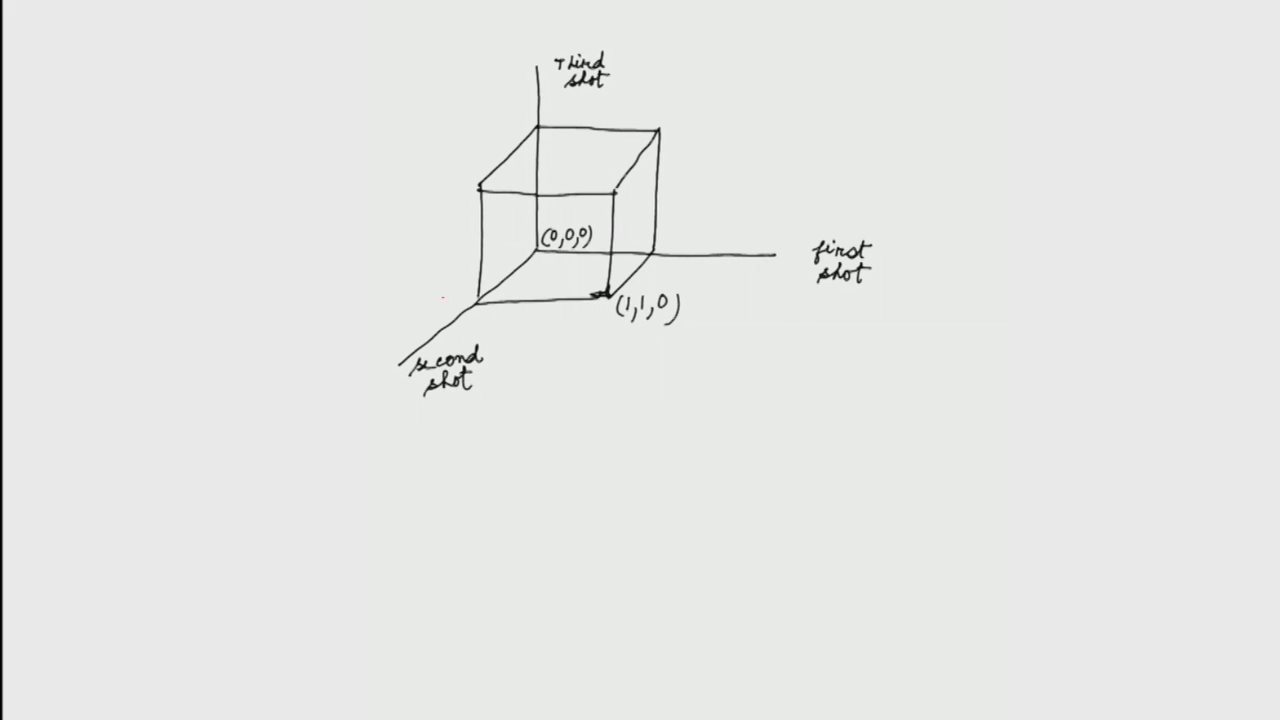 Third
shot
(0,0,0)
first
shot
(1,1,0)
second
shot